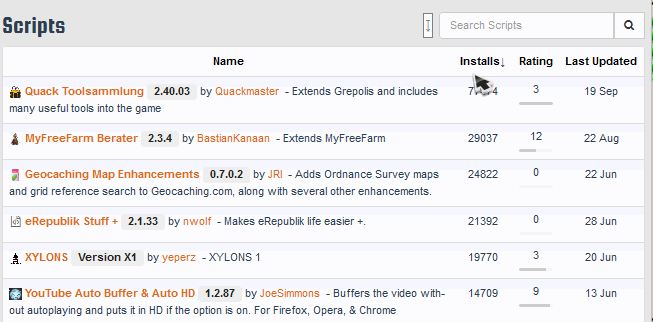 Scripts
Search Scripts
Name Installs↓ Rating Last Updated
Quack Toolsammlung 2.40.03 by Quackmaster - Extends Grepolis and includes 3 19 Sep
many useful tools into the game
MyFreeFarm Berater 2.3.4 by BastianKanaan - Extends MyFreeFarm 29037 12 22 Aug
Geocaching Map Enhancements 0.7.0.2 by JRI - Adds Ordnance Survey maps 24822 0 22 Jun
and grid reference search to Geocaching.com, along with several other enhancements.
eRepublik Stuff + 2.1.33 by nwolf - Makes eRepublik life easier +. 21392 0 28 Jun
XYLONS Version X1 by yeperz - XYLONS 1 19770 3 20 Jun
YouTube Auto Buffer & Auto HD 1.2.87 by JoeSimmons - Buffers the video with- 14709 9 13 Jun
out autoplaying and puts it in HD if the option is on. For Firefox, Opera, & Chrome